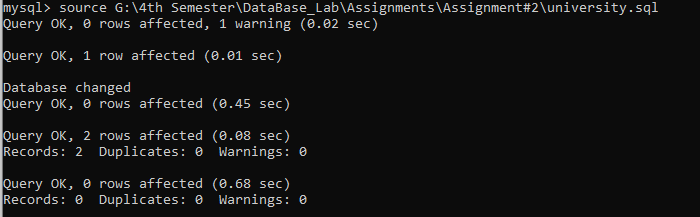 mysql> source G:\4th Semester\DataBase_Lab\Assignments\Assignment#2\university.sql
Query OK, 0 rows affected, 1 warning (0.02 sec)
Query OK, 1 row affected (0.01 sec)
Database changed
Query OK, 0 rows affected (0.45 sec)
Query OK, 2 rows affected (0.08 sec)
Records: 2  Duplicates: 0  Warnings: 0
Query OK, 0 rows affected (0.68 sec)
Records: 0  Duplicates: 0  Warnings: 0